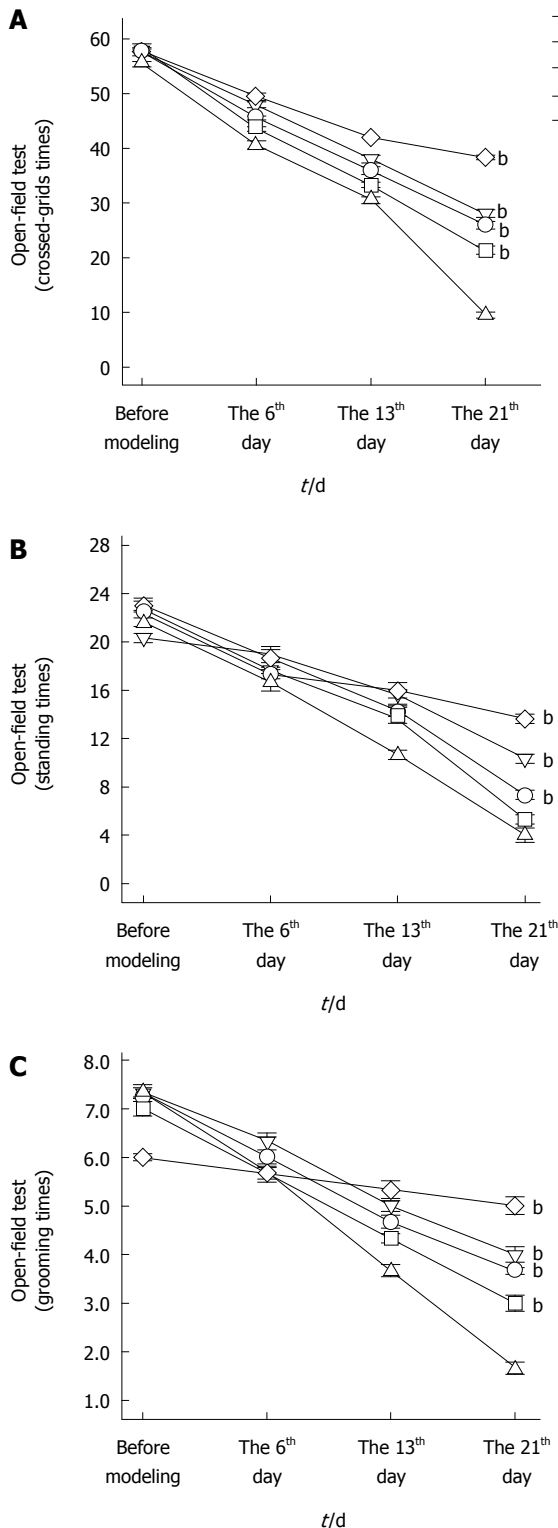 A
Open-field test
(crossed-grids times)
60
50
40
30
20
10
0
b
b
b
b
Before
modeling
The 6th
day
The 13th
day
The 21th
day
t/d
B
Open-field test
(standing times)
28
24
20
16
12
8
4
0
b
b
b
Before
modeling
The 6th
day
The 13th
day
The 21th
day
t/d
C
Open-field test
(grooming times)
8.0
7.0
6.0
5.0
4.0
3.0
2.0
1.0
b
b
b
b
Before
modeling
The 6th
day
The 13th
day
The 21th
day
t/d